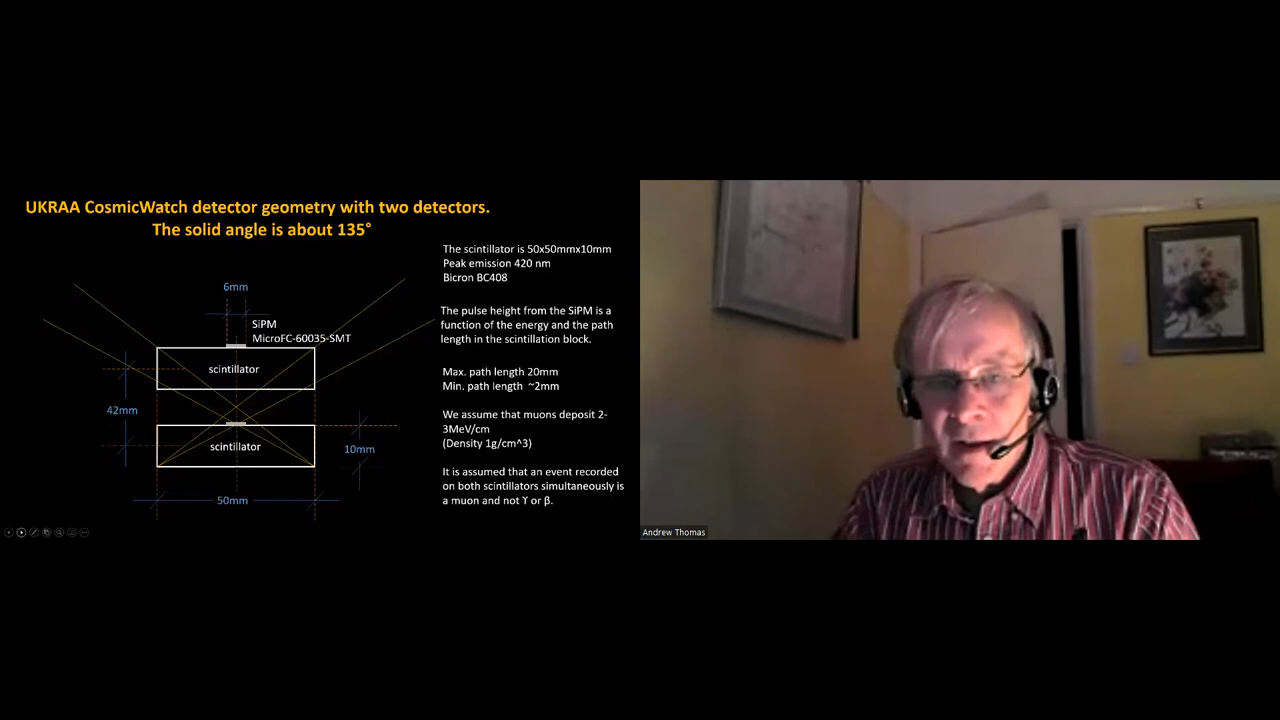 UKRAA CosmicWatch detector geometry with two detectors.
The solid angle is about 135°
The scintillator is 50x50mmx10mm
Peak emission 420 nm
Bicron BC408
6mm
The pulse height from the SiPM is a
function of the energy and the path
length in the scintillation block.
SiPM
MicroFC-60035-SMT
scintillator
Max. path length 20mm
Min. path length ~2mm
42mm
We assume that muons deposit 2-
3MeV/cm
(Density 1g/cm^3)
scintillator
10mm
It is assumed that an event recorded
on both scintillators simultaneously is
a muon and not ϒ or β.
50mm
Andrew Thomas